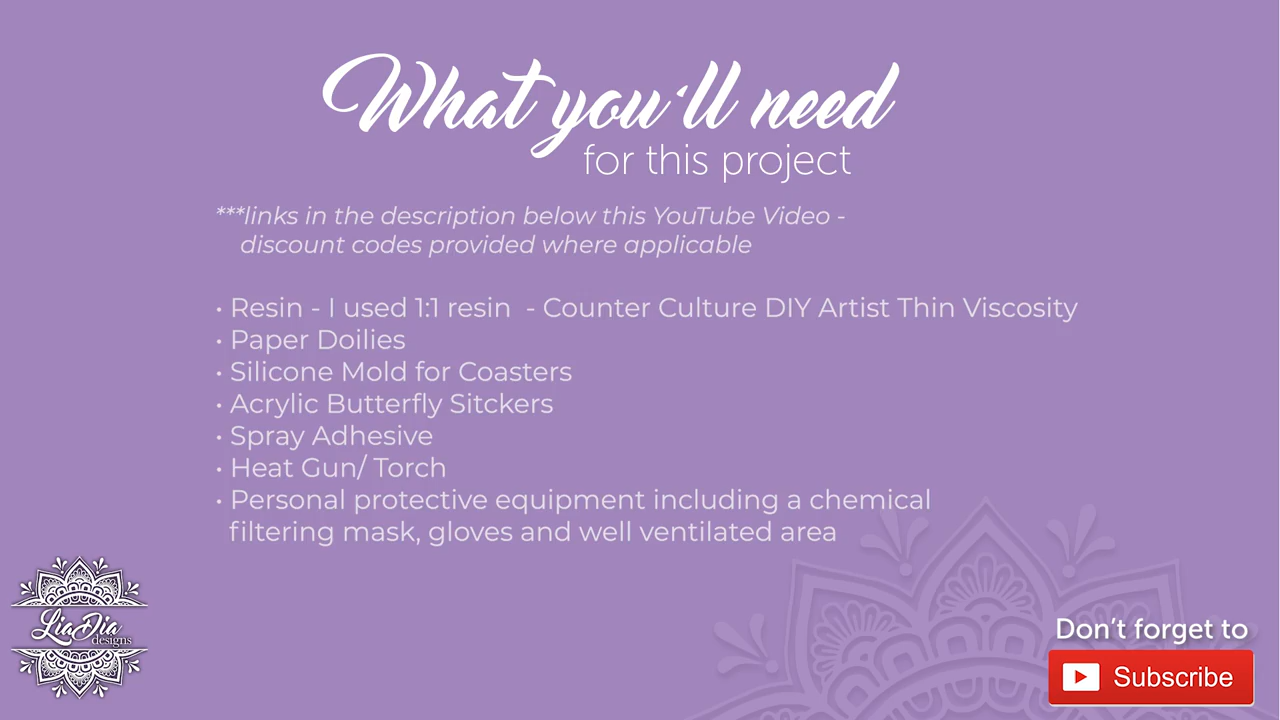 What you'll need
for this project
***links in the description below this YouTube Video -
discount codes provided where applicable
• Resin - I used 1:1 resin  - Counter Culture DIY Artist Thin Viscosity
• Paper Doilies
• Silicone Mold for Coasters
• Acrylic Butterfly Sitckers
• Spray Adhesive
• Heat Gun/ Torch
• Personal protective equipment including a chemical
filtering mask, gloves and well ventilated area
LiaDia
designs
Don't forget to
Subscribe